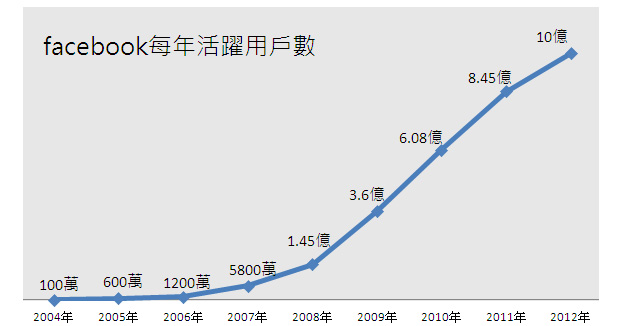 facebook每年活躍用戶數
10億
8.45億
6.08億
3.6億
1.45億
5800萬
1200萬
600萬
100萬
2004年 2005年 2006年 2007年 2008年 2009年 2010年 2011年 2012年